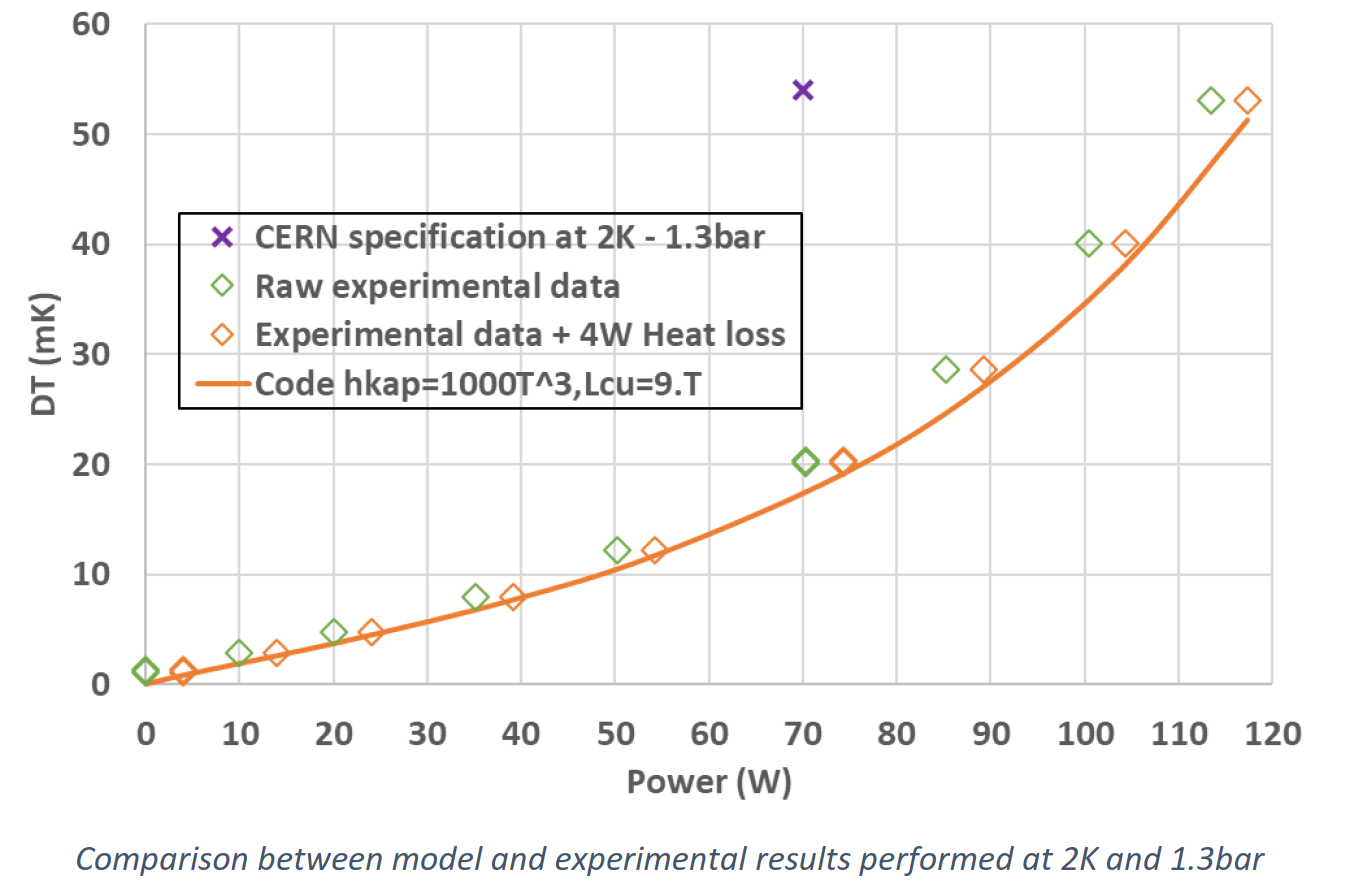 60
50
40
30
20
10
0
DT (mK)
CERN specification at 2K - 1.3bar
Raw experimental data
Experimental data + 4W Heat loss
Code hkap=1000T^3,Lcu=9.T
0 10 20 30 40 50 60 70 80 90 100 110 120
Power (W)
Comparison between model and experimental results performed at 2K and 1.3bar